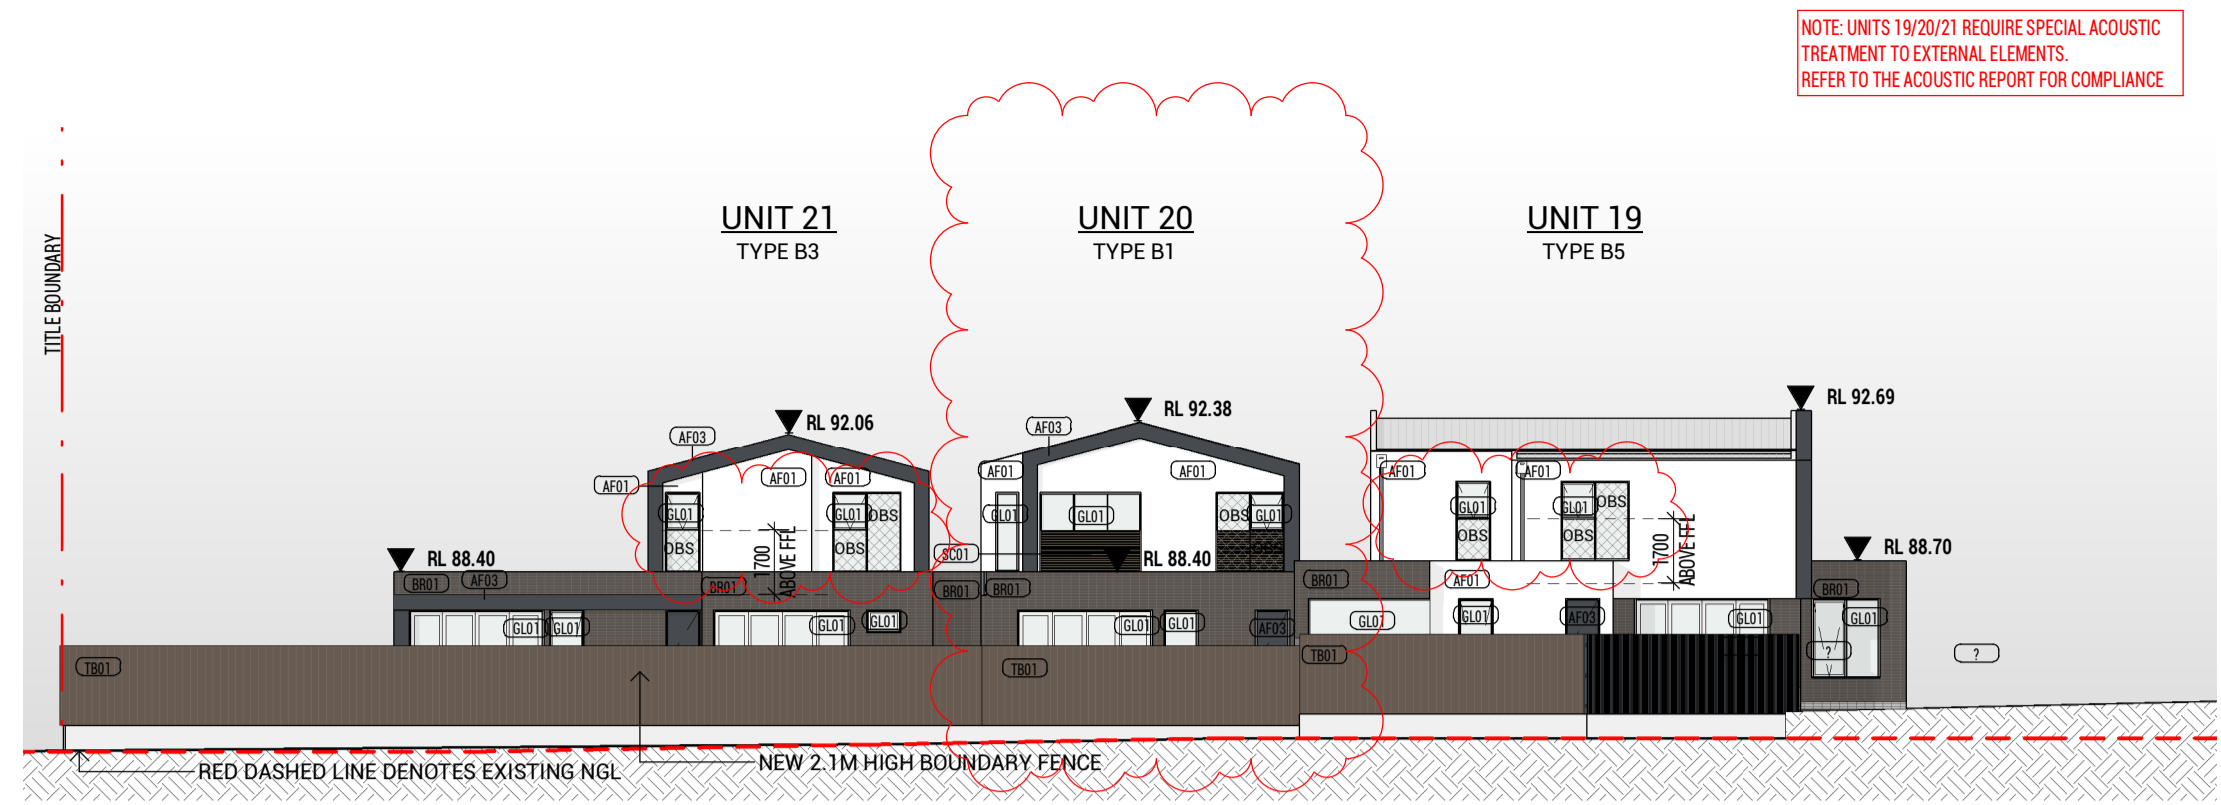 NOTE: UNITS 19/20/21 REQUIRE SPECIAL ACOUSTIC
TREATMENT TO EXTERNAL ELEMENTS.
REFER TO THE ACOUSTIC REPORT FOR COMPLIANCE
TITLE BOUNDARY
UNIT 21
TYPE B3
UNIT 20
TYPE B1
UNIT 19
TYPE B5
RL 92.06
RL 92.38
RL 92.69
AF03
AF03
AF01
AF01
AF01
AF01
AF01
AF01
AF01
GL01
OBS
GL01
OBS
OBS
1700
ABOVE FFL
GL01
GL01
OBS
GL01
OBS
GL01
OBS
GL01
OBS
OBS
1700
ABOVE FFL
RL 88.40
SC01
RL 88.40
RL 88.70
BR01
AF03
BR01
BR01
BR01
BR01
AF01
BR01
GL01
GL01
GL01
GL01
GL01
GL01
AF03
GL01
GL01
AF03
GL01
GL01
TB01
TB01
TB01
?
?
RED DASHED LINE DENOTES EXISTING NGL
NEW 2.1M HIGH BOUNDARY FENCE